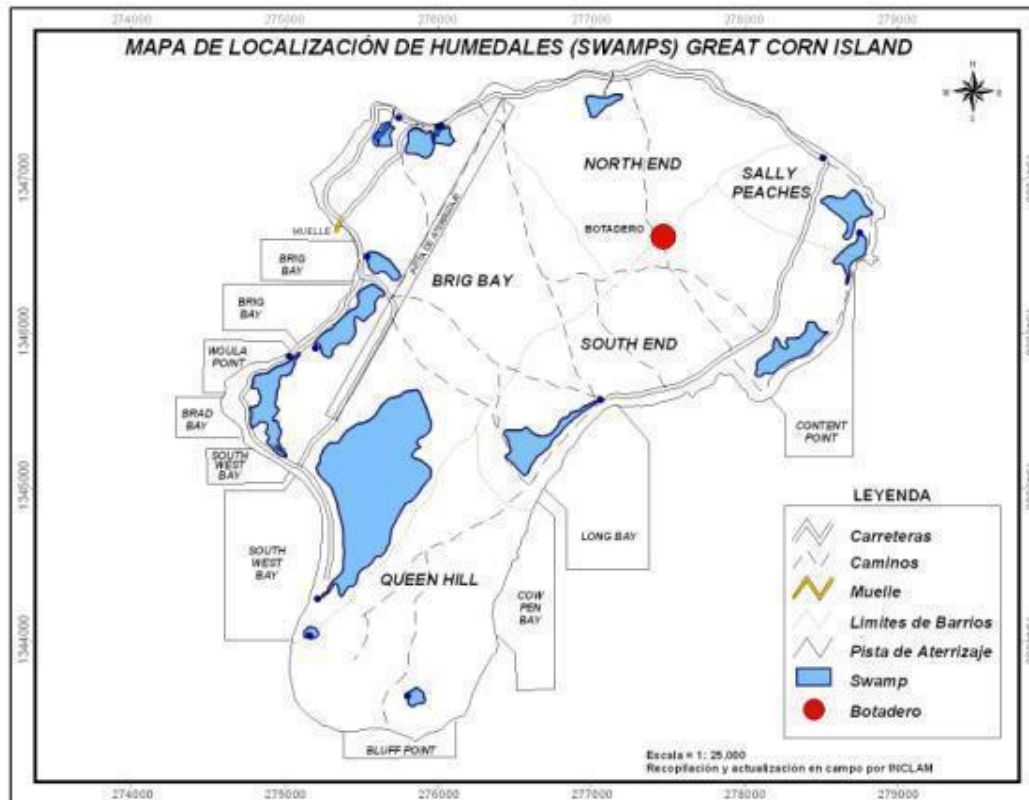 274000 275000 276000 277000 278000 279000
MAPA DE LOCALIZACIÓN DE HUMEDALES (SWAMPS) GREAT CORN ISLAND
1347000
NORTH END
SALLY
PEACHES
PISTA DE ATERRIZAJE
MUELLE
BOTADERO
BRIG
BAY
BRIG BAY
BRIG
BAY
1346000
SOUTH END
WOULA
POINT
BRAD
BAY
CONTENT
POINT
SOUTH
WEST
BAY
1345000
LEYENDA
Carreteras
LONG BAY
SOUTH
WEST
BAY
Caminos
QUEEN HILL
COW
PEN
BAY
Muelle
Limites de Barrios
1344000
Pista de Aterrizaje
Swamp
Botadero
BLUFF POINT
Escala = 1: 25,000
Recopilación y actualización en campo por INCLAM
274000 275000 276000 277000 278000 279000